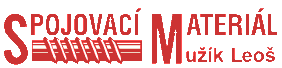 SPOJOVACÍ MATERIÁL
Mužík Leoš